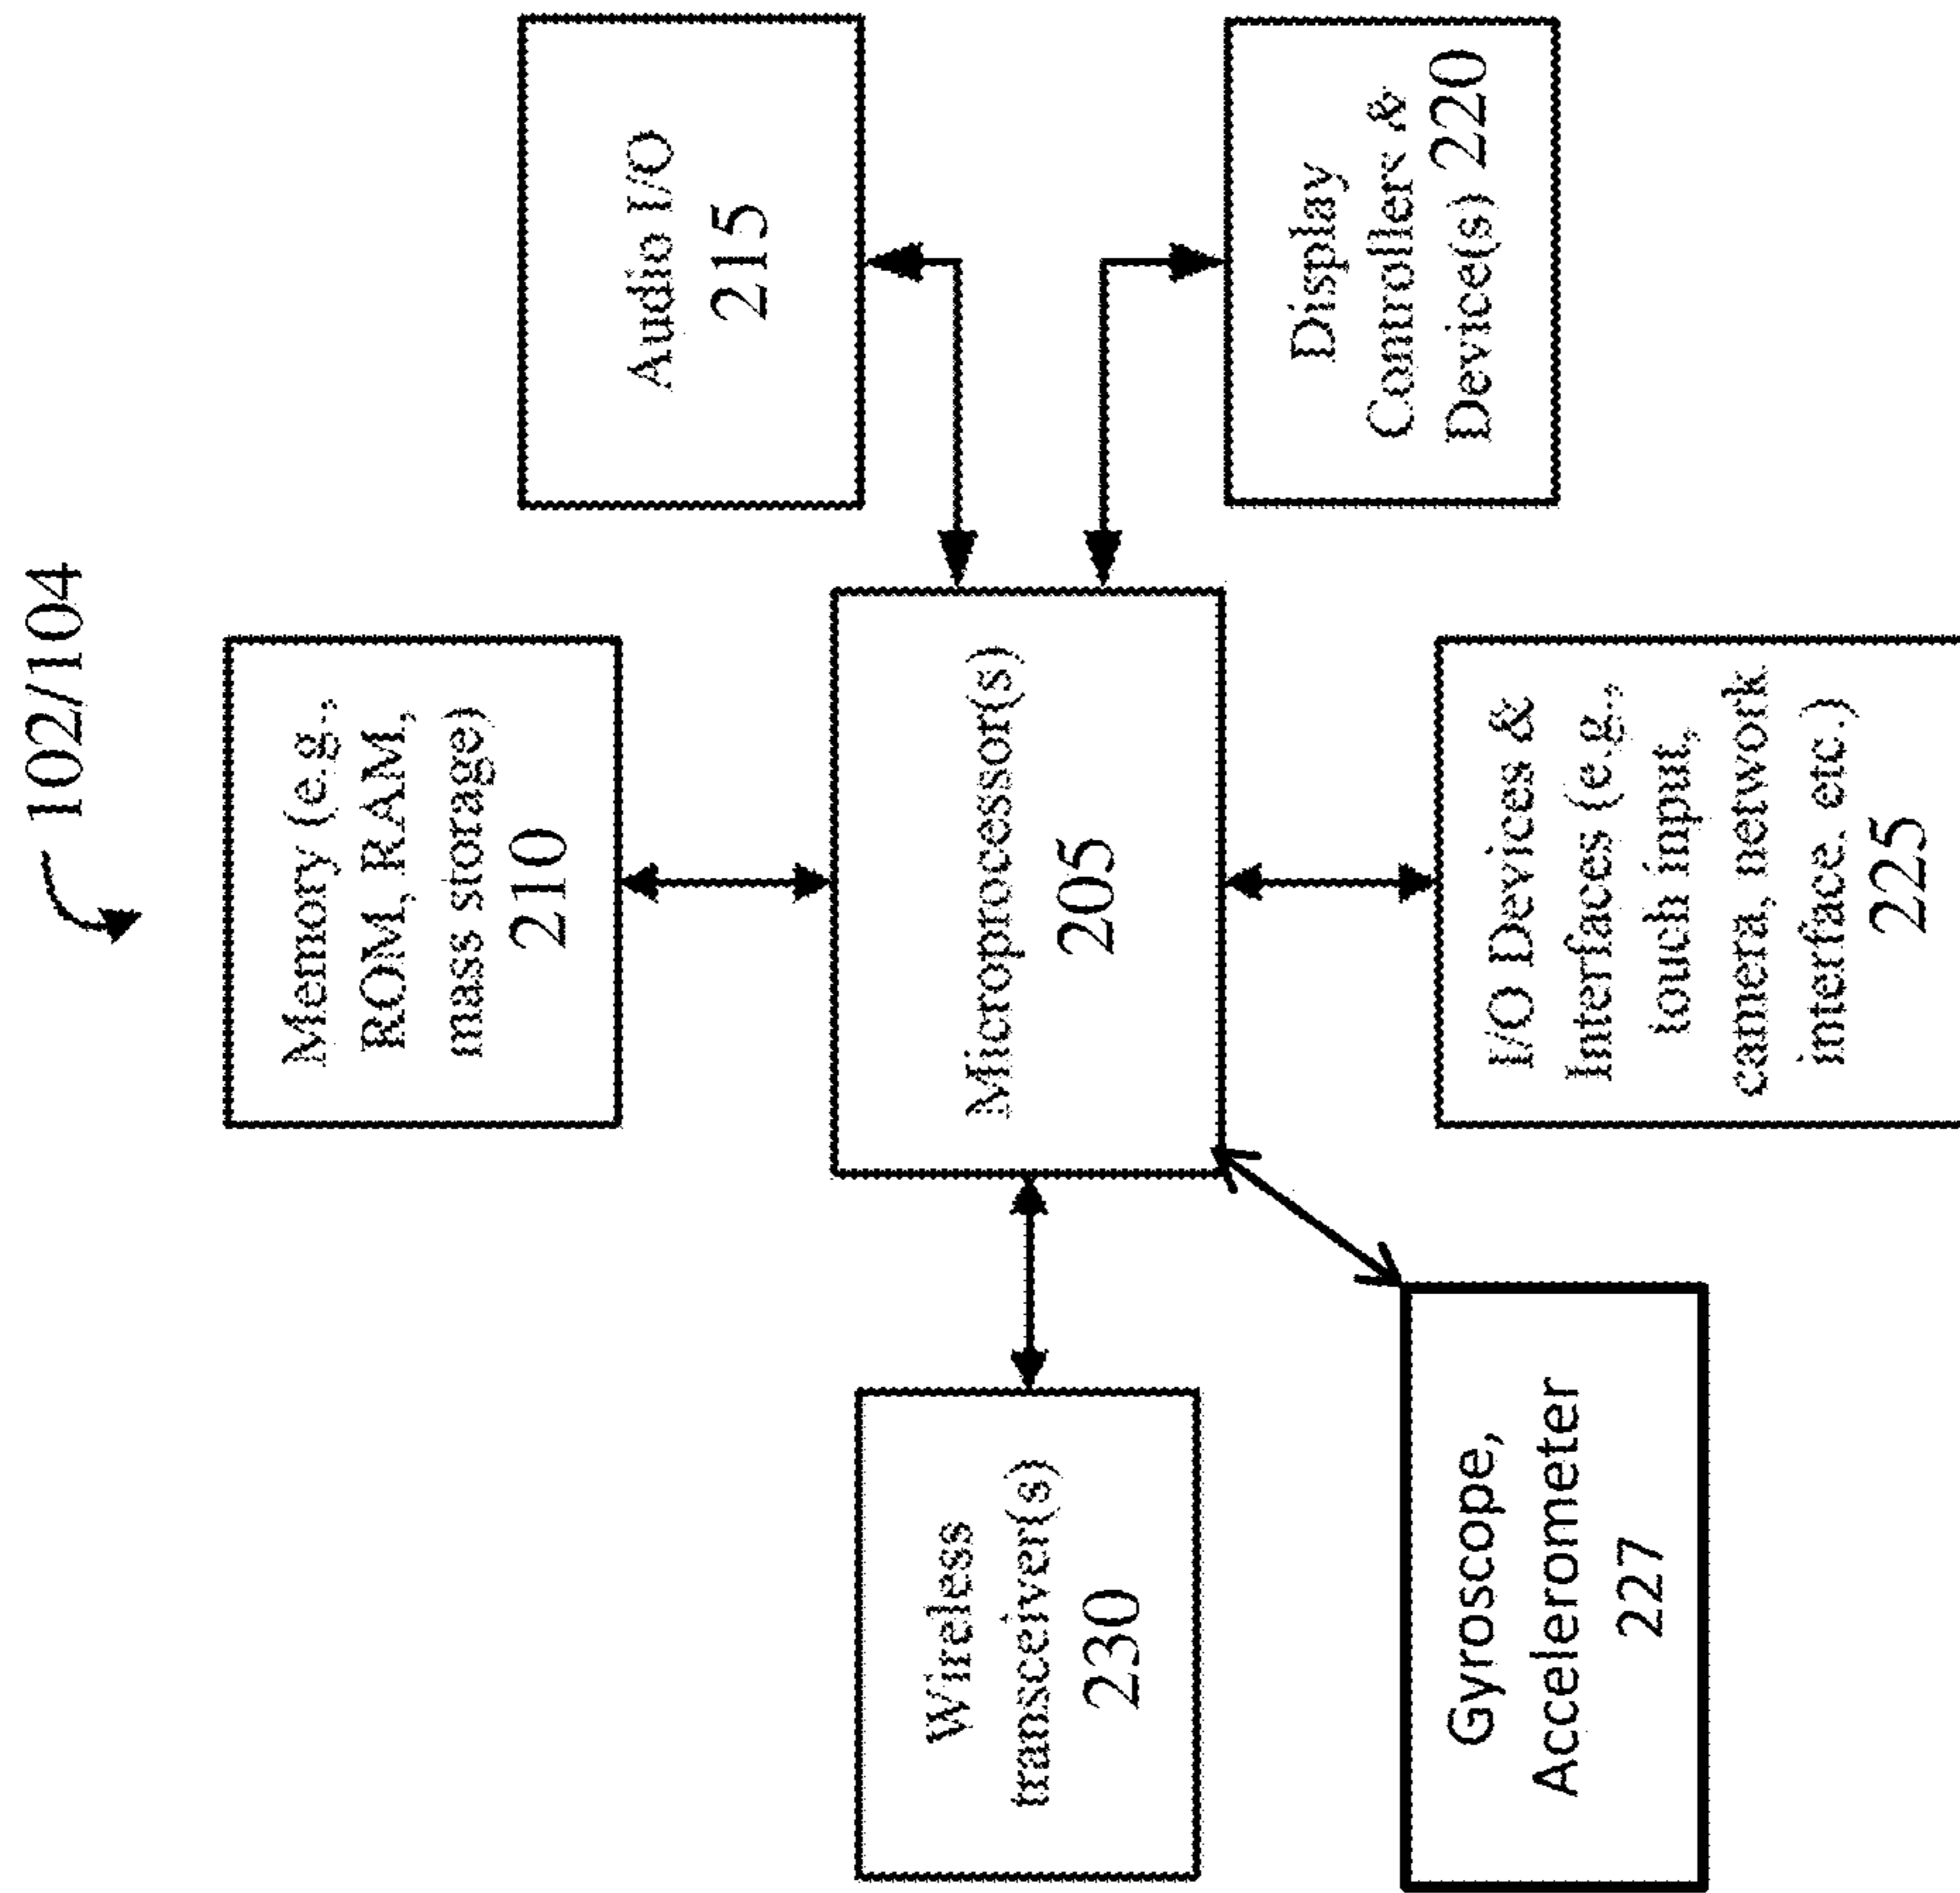 102/104
Memory (e.g.,
ROM, RAM,
mass storage)
210
Audio I/O
215
Wireless
transceiver(s)
230
Microprocessor(s)
205
Display
Controller &
Device(s) 220
Gyroscope,
Accelerometer
227
I/O Devices &
Interfaces (e.g.,
touch input,
camera, network
interface, etc.)
225